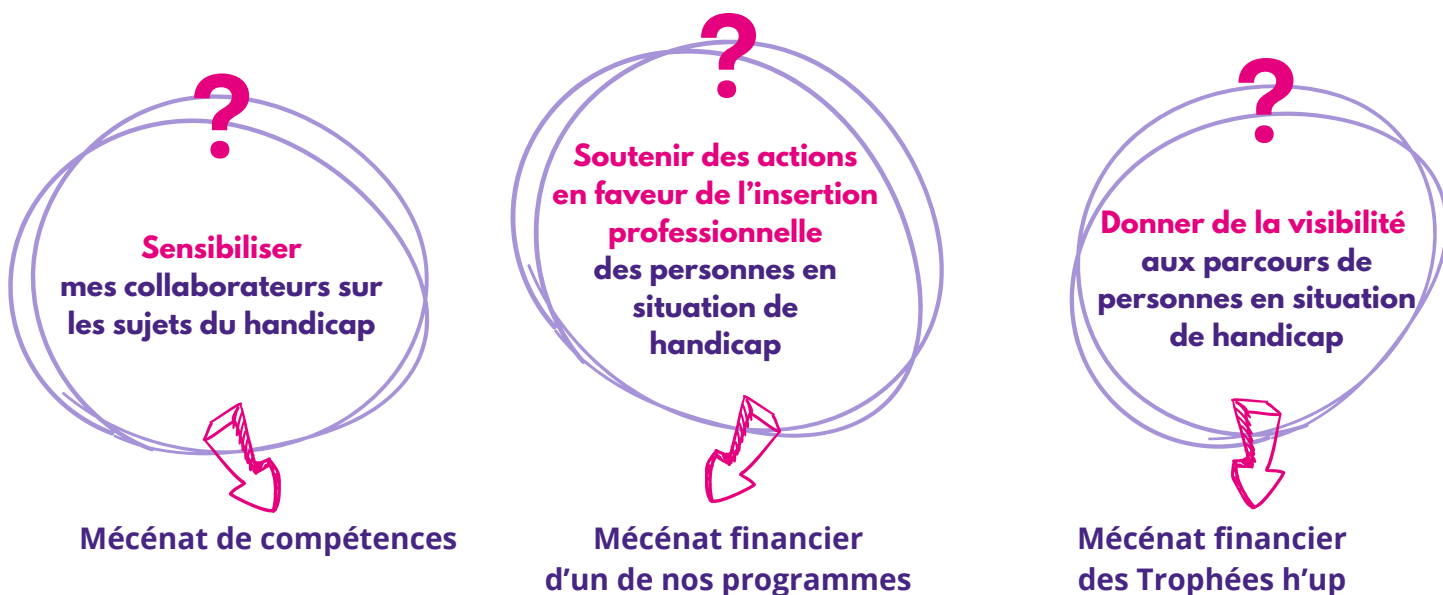 ?
Sensibiliser
mes collaborateurs sur
les sujets du handicap
Mécénat de compétences
?
Soutenir des actions
en faveur de l’insertion
professionnelle
des personnes en
situation de
handicap
Mécénat financier
d’un de nos programmes
?
Donner de la visibilité
aux parcours de
personnes en situation
de handicap
Mécénat financier
des Trophées h’up